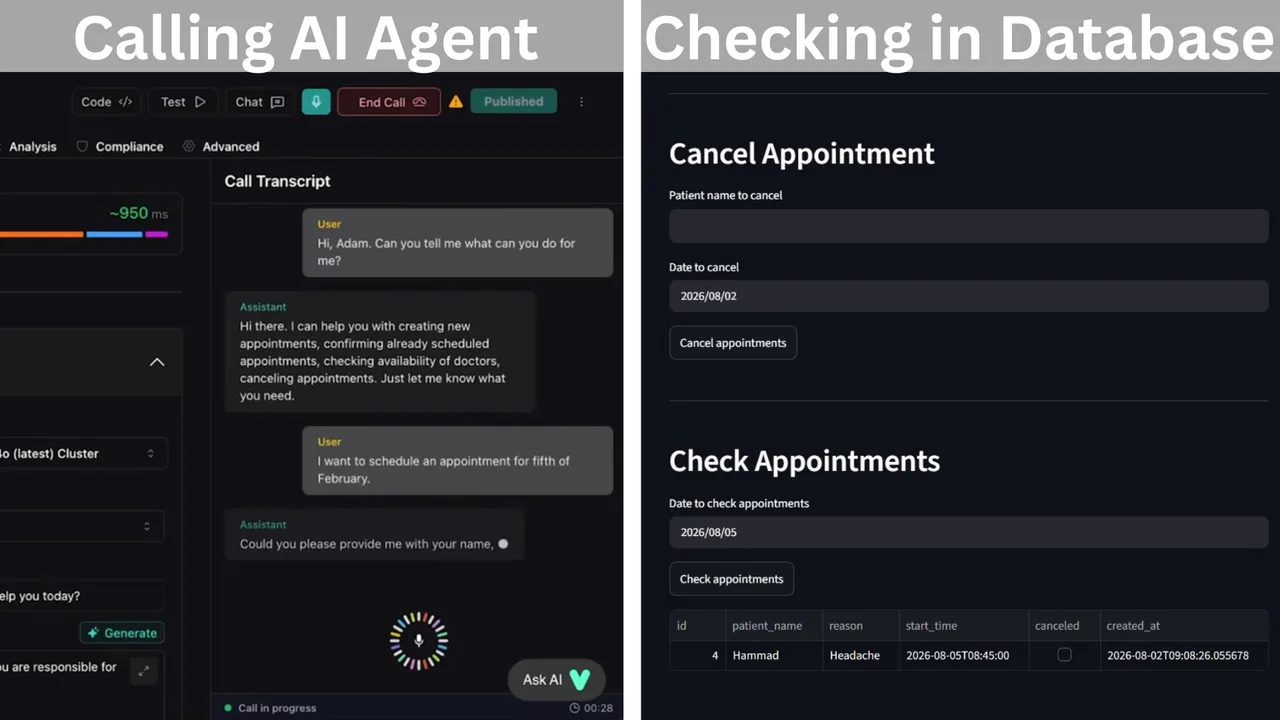 Calling AI Agent
Code </>
Test
Chat
End Call
Published
Analysis
Compliance
Advanced
~950 ms
Call Transcript
User
Hi, Adam. Can you tell me what can you do for
me?
Assistant
Hi there. I can help you with creating new
appointments, confirming already scheduled
appointments, checking availability of doctors,
canceling appointments. Just let me know what
you need.
User
I want to schedule an appointment for fifth of
February.
Assistant
Could you please provide me with your name,
(latest) Cluster
elp you today?
Generate
ou are responsible for
Ask AI
Call in progress
00:28
Checking in Database
Cancel Appointment
Patient name to cancel
Date to cancel
2026/08/02
Cancel appointments
Check Appointments
Date to check appointments
2026/08/05
Check appointments
id patient_name reason start_time canceled created_at
4 Hammad Headache 2026-08-05T08:45:00 2026-08-02T09:08:26.055678